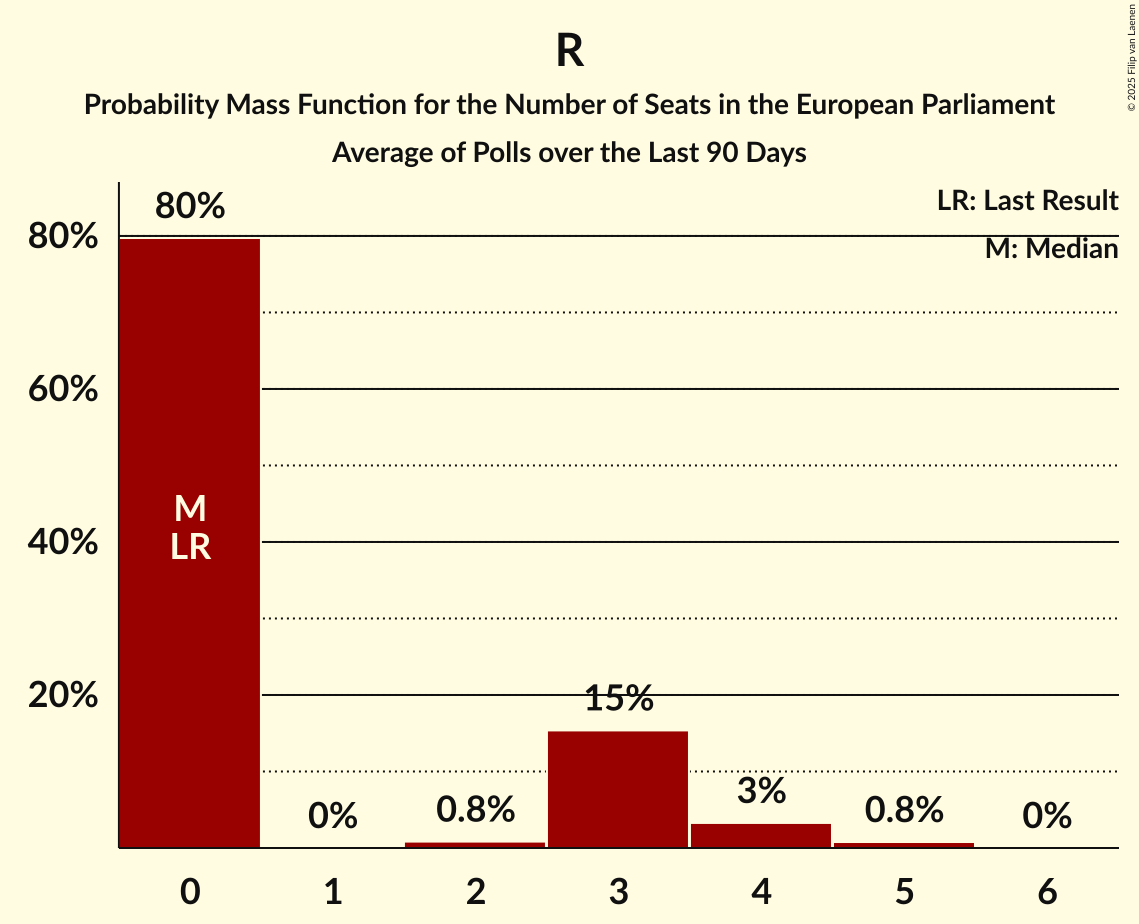 R
Probability Mass Function for the Number of Seats in the European Parliament
Average of Polls over the Last 90 Days
© 2025 Filip van Laenen
LR: Last Result
M: Median
80%
80%
60%
40%
20%
M
LR
0%
0.8%
15%
3%
0.8%
0%
0 1 2 3 4 5 6